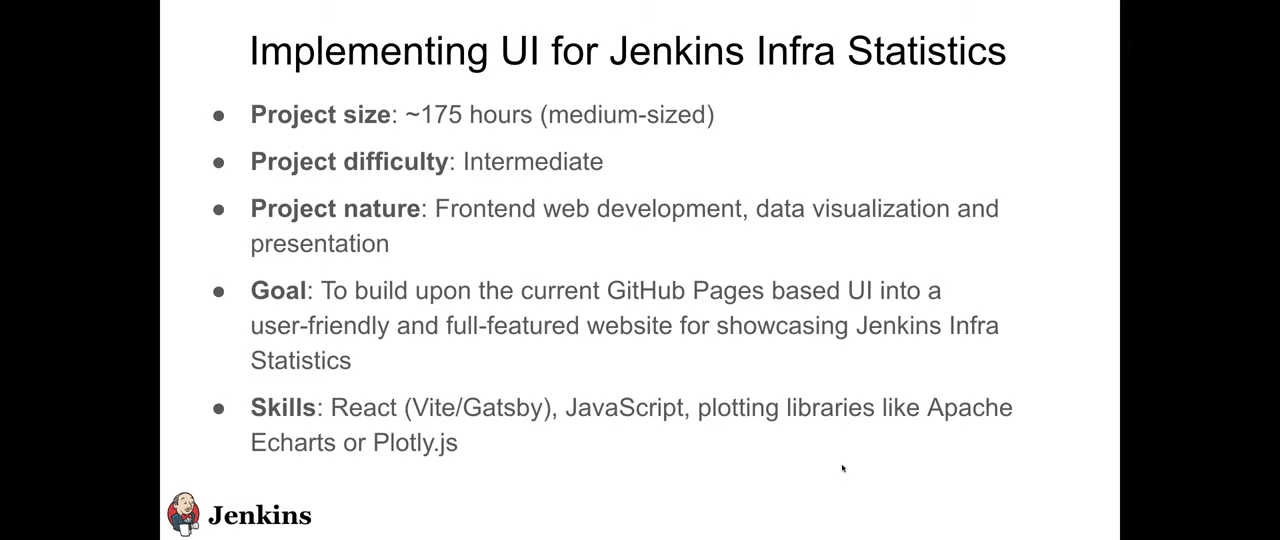 Implementing UI for Jenkins Infra Statistics
● Project size: ~175 hours (medium-sized)
● Project difficulty: Intermediate
● Project nature: Frontend web development, data visualization and
presentation
● Goal: To build upon the current GitHub Pages based UI into a
user-friendly and full-featured website for showcasing Jenkins Infra
Statistics
● Skills: React (Vite/Gatsby), JavaScript, plotting libraries like Apache
Echarts or Plotly.js
Jenkins